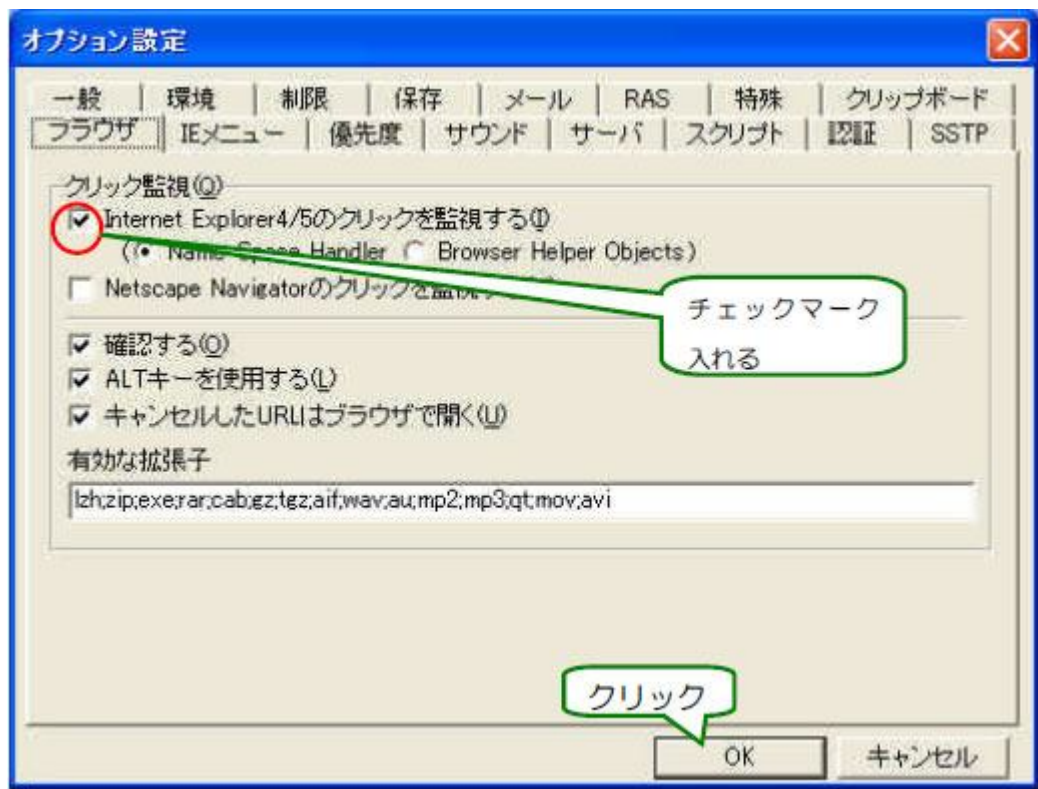 オプション設定
一般 環境 制限 保存 メール RAS 特殊 クリップボード
ブラウザ IEメニュー 優先度 サウンド サーバ スクリプト 認証 SSTP
クリック監視(Q)
Internet Explorer4/5のクリックを監視する(I)
(Name Space Handler Browser Helper Objects)
Netscape Navigatorのクリックを監視
チェックマーク
入れる
確認する(O)
ALTキーを使用する(L)
キャンセルしたURLはブラウザで開く(U)
有効な拡張子
lzh;zip;exe;rar;cab;gz;tgz;aif;wav;au;mp2;mp3;qt;mov;avi
クリック
OK キャンセル